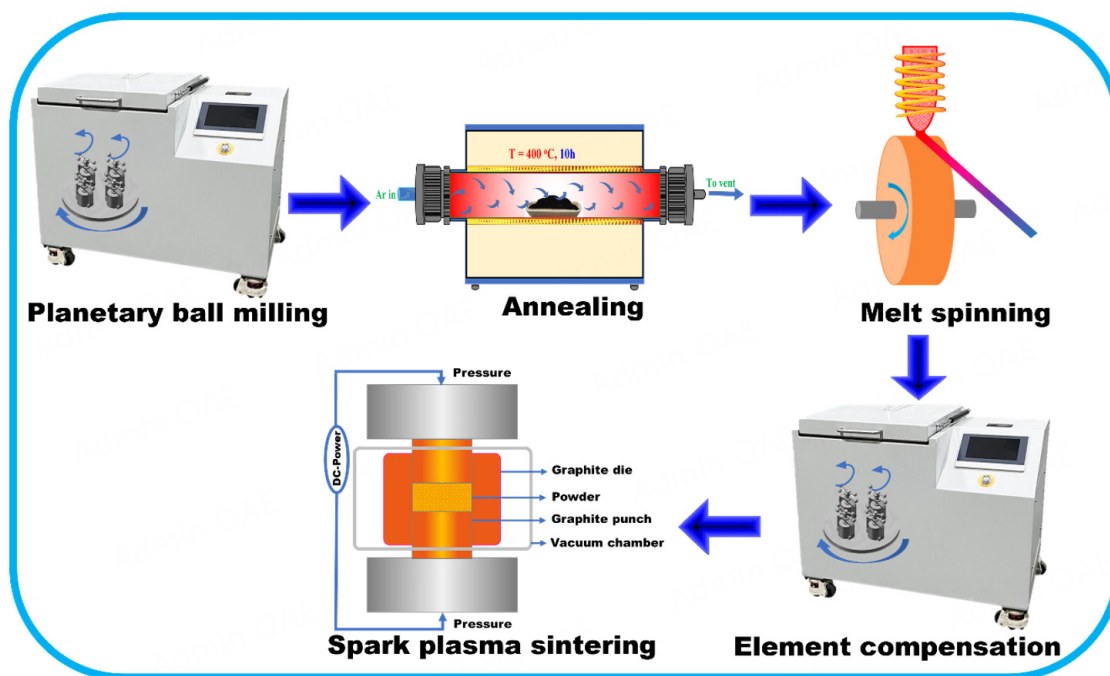 Planetary ball milling
T = 400 °C, 10h
Ar in
To vent
Annealing
Melt spinning
Element compensation
Pressure
DC-Power
Graphite die
Powder
Graphite punch
Vacuum chamber
Pressure
Spark plasma sintering